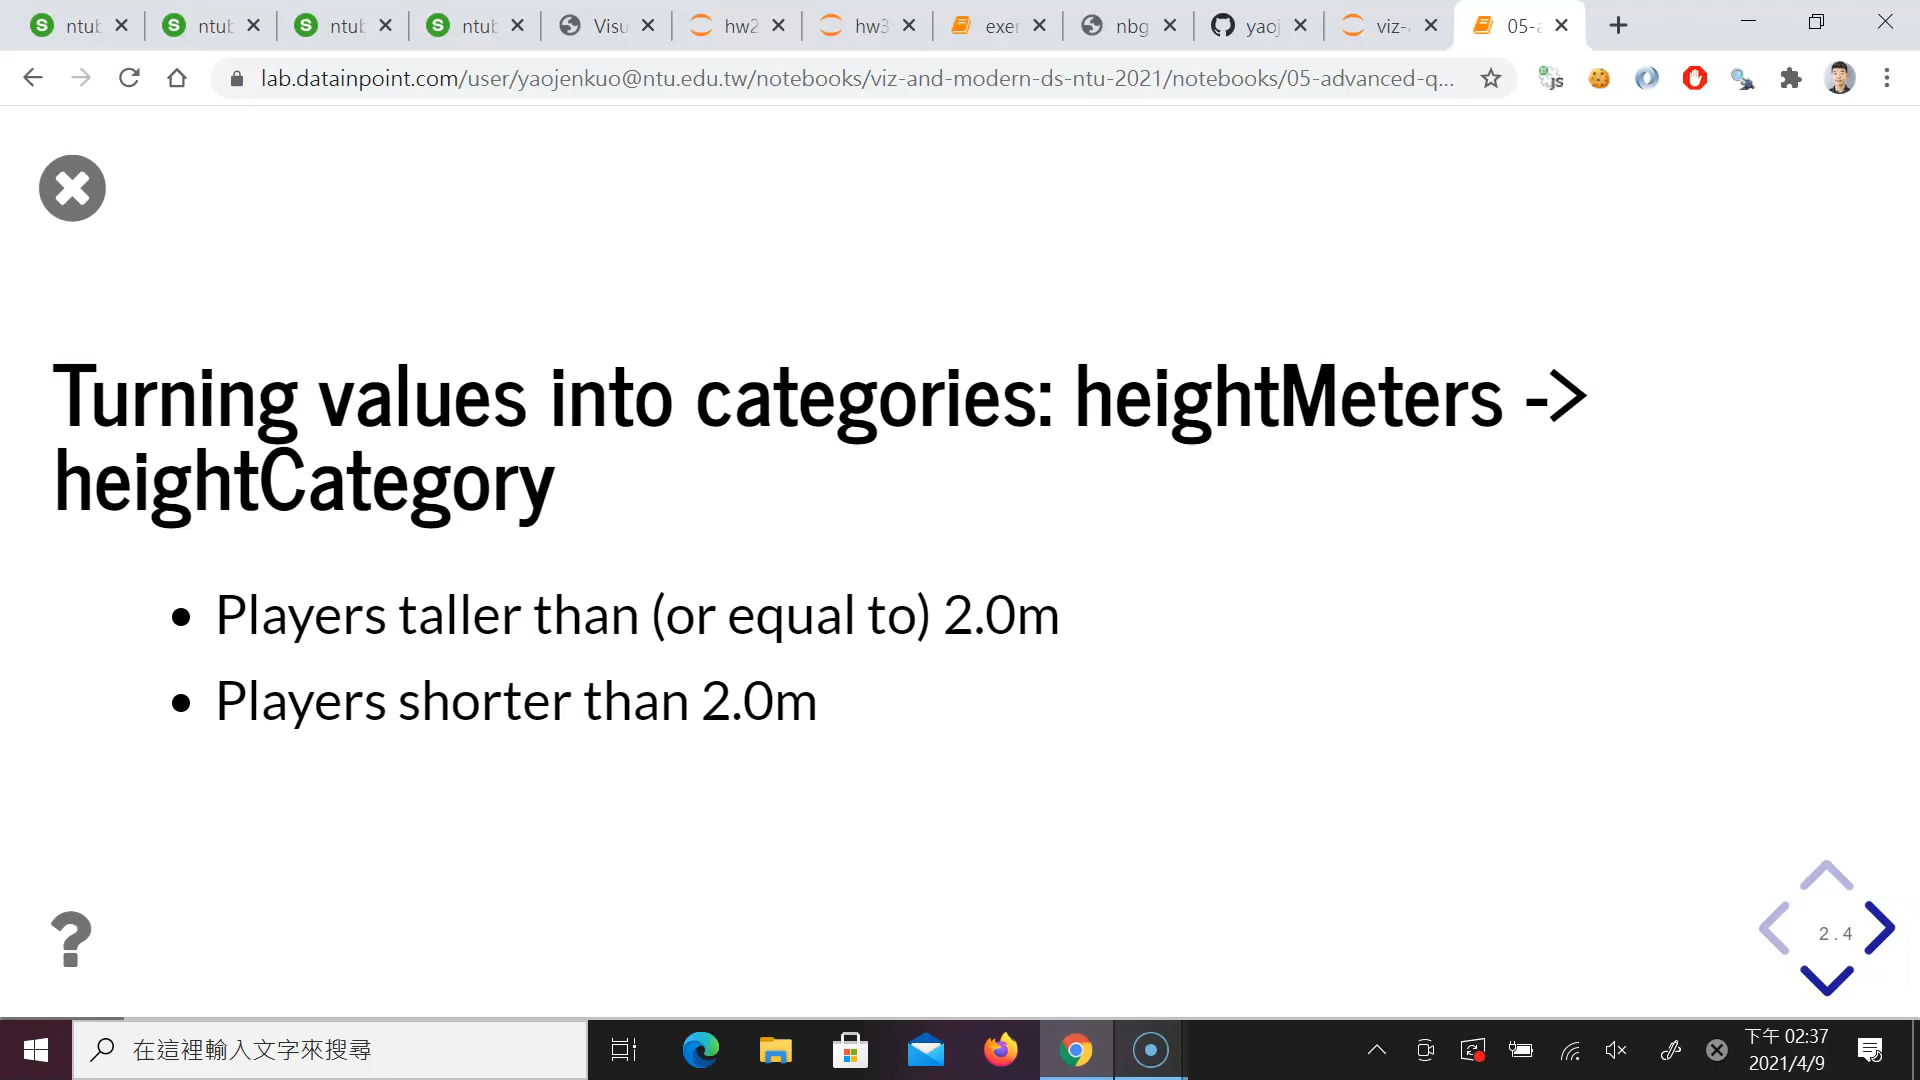 ntub
ntub
ntub
ntub
Visu
hw2
hw3
exer
nbg
yaoj
viz-a
05-a
lab.datainpoint.com/user/yaojenkuo@ntu.edu.tw/notebooks/viz-and-modern-ds-ntu-2021/notebooks/05-advanced-q...
Turning values into categories: heightMeters ->
heightCategory
• Players taller than (or equal to) 2.0m
• Players shorter than 2.0m
2.4
在這裡輸入文字來搜尋
下午 02:37
2021/4/9